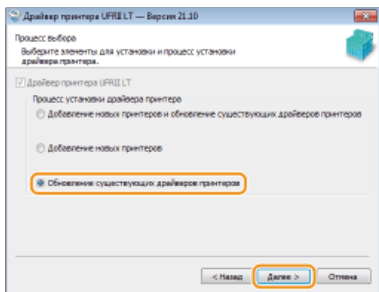 Драйвер принтера UFRII LT — Версия 21.10
Процесс выбора
Выберите элементы для установки и процесс установки
драйвера принтера.
Драйвер принтера UFRII LT
Процесс установки драйвера принтера
Добавление новых принтеров и обновление существующих драйверов принтеров
Добавление новых принтеров
Обновление существующих драйверов принтеров
< Назад Далее > Отмена